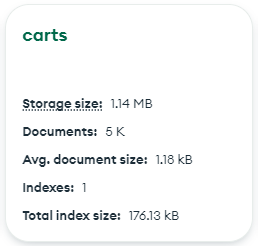 carts
Storage size: 1.14 MB
Documents: 5 K
Avg. document size: 1.18 kB
Indexes: 1
Total index size: 176.13 kB